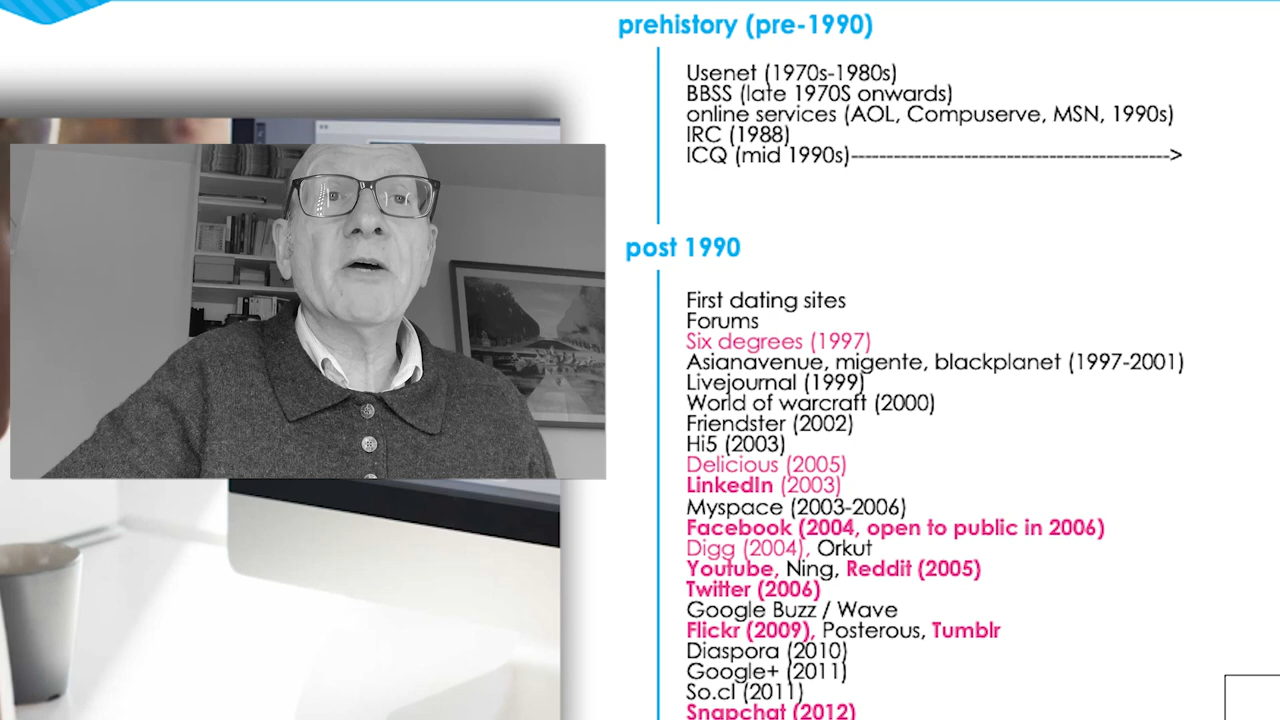 prehistory (pre-1990)
Usenet (1970s-1980s)
BBSS (late 1970S onwards)
online services (AOL, Compuserve, MSN, 1990s)
IRC (1988)
ICQ (mid 1990s)------------------------------------------->
post 1990
First dating sites
Forums
Six degrees (1997)
Asianavenue, migente, blackplanet (1997-2001)
Livejournal (1999)
World of warcraft (2000)
Friendster (2002)
Hi5 (2003)
Delicious (2005)
LinkedIn (2003)
Myspace (2003-2006)
Facebook (2004, open to public in 2006)
Digg (2004), Orkut
Youtube, Ning, Reddit (2005)
Twitter (2006)
Google Buzz / Wave
Flickr (2009), Posterous, Tumblr
Diaspora (2010)
Google+ (2011)
So.cl (2011)
Snapchat (2012)